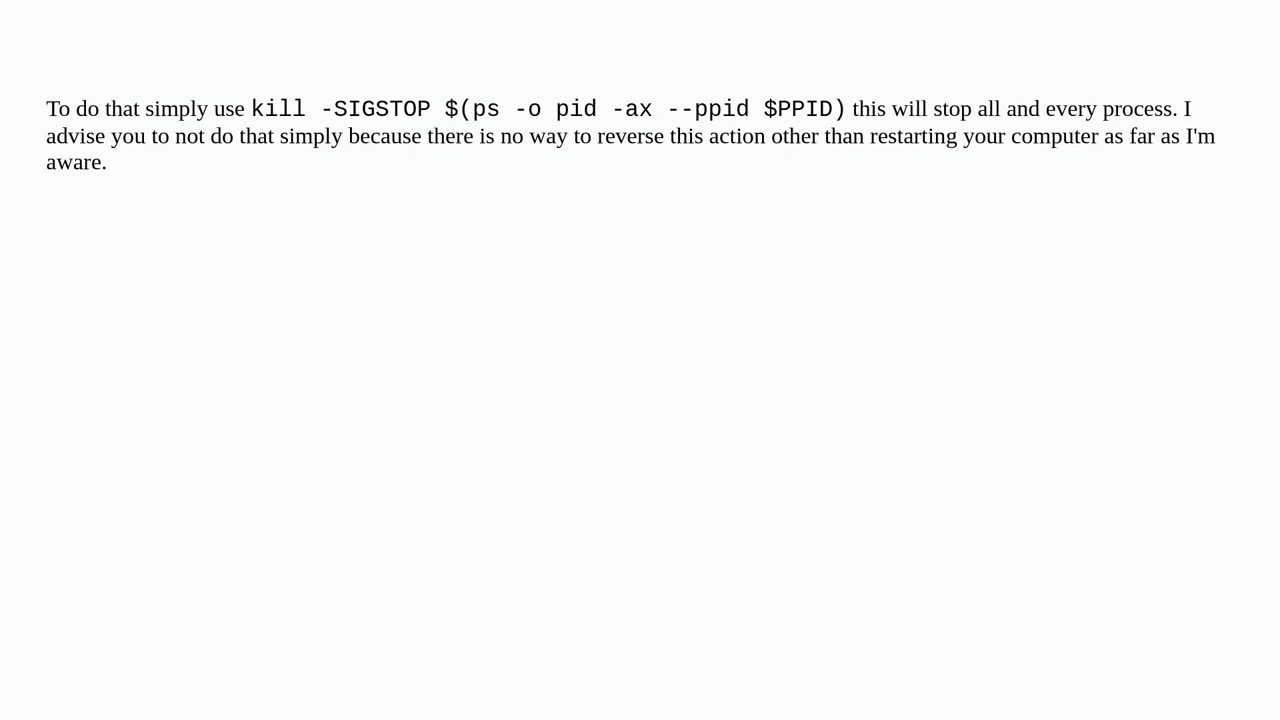 To do that simply use kill -SIGSTOP $(ps -o pid -ax --ppid $PPID) this will stop all and every process. I
advise you to not do that simply because there is no way to reverse this action other than restarting your computer as far as I'm
aware.